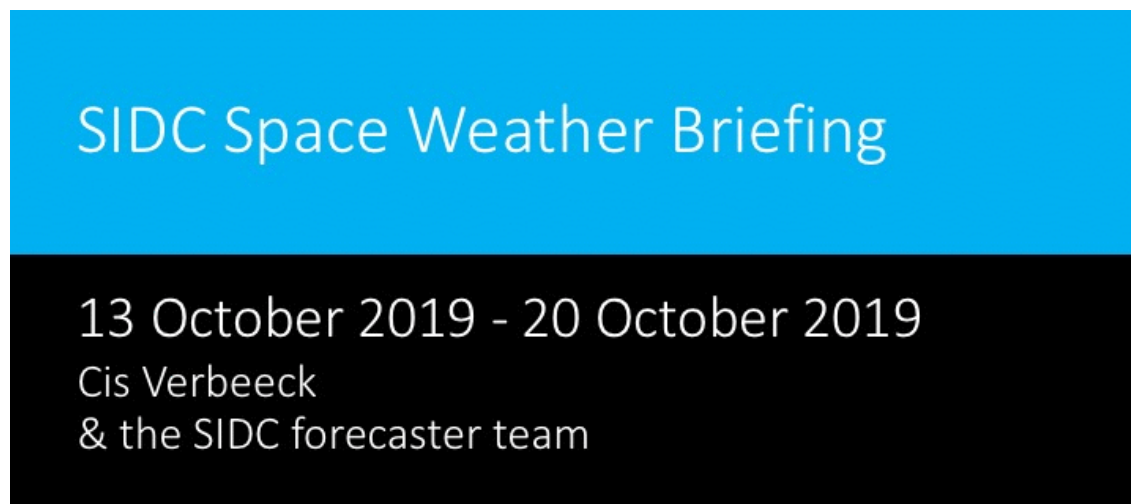 SIDC Space Weather Briefing
13 October 2019 - 20 October 2019
Cis Verbeeck
& the SIDC forecaster team